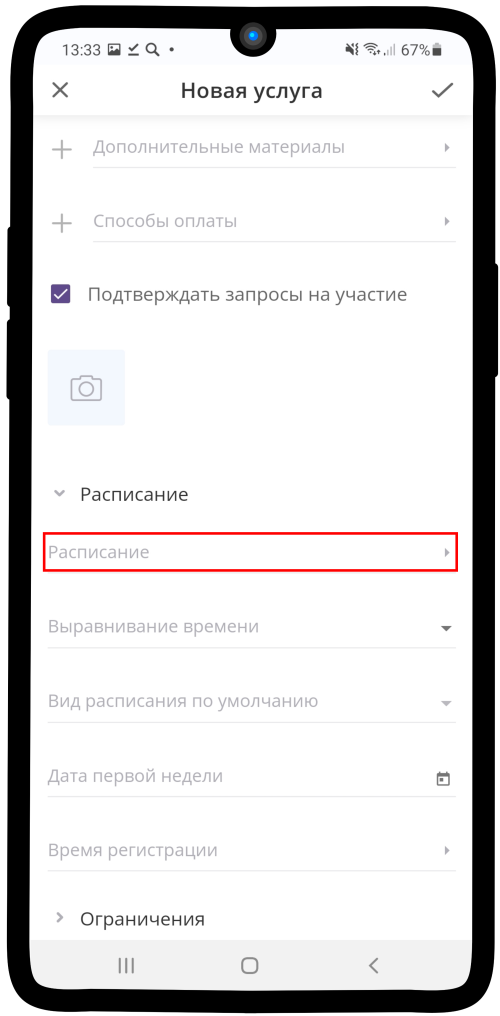 13:33
67%
Новая услуга
Дополнительные материалы
Способы оплаты
Подтверждать запросы на участие
Расписание
Расписание
Выравнивание времени
Вид расписания по умолчанию
Дата первой недели
Время регистрации
Ограничения